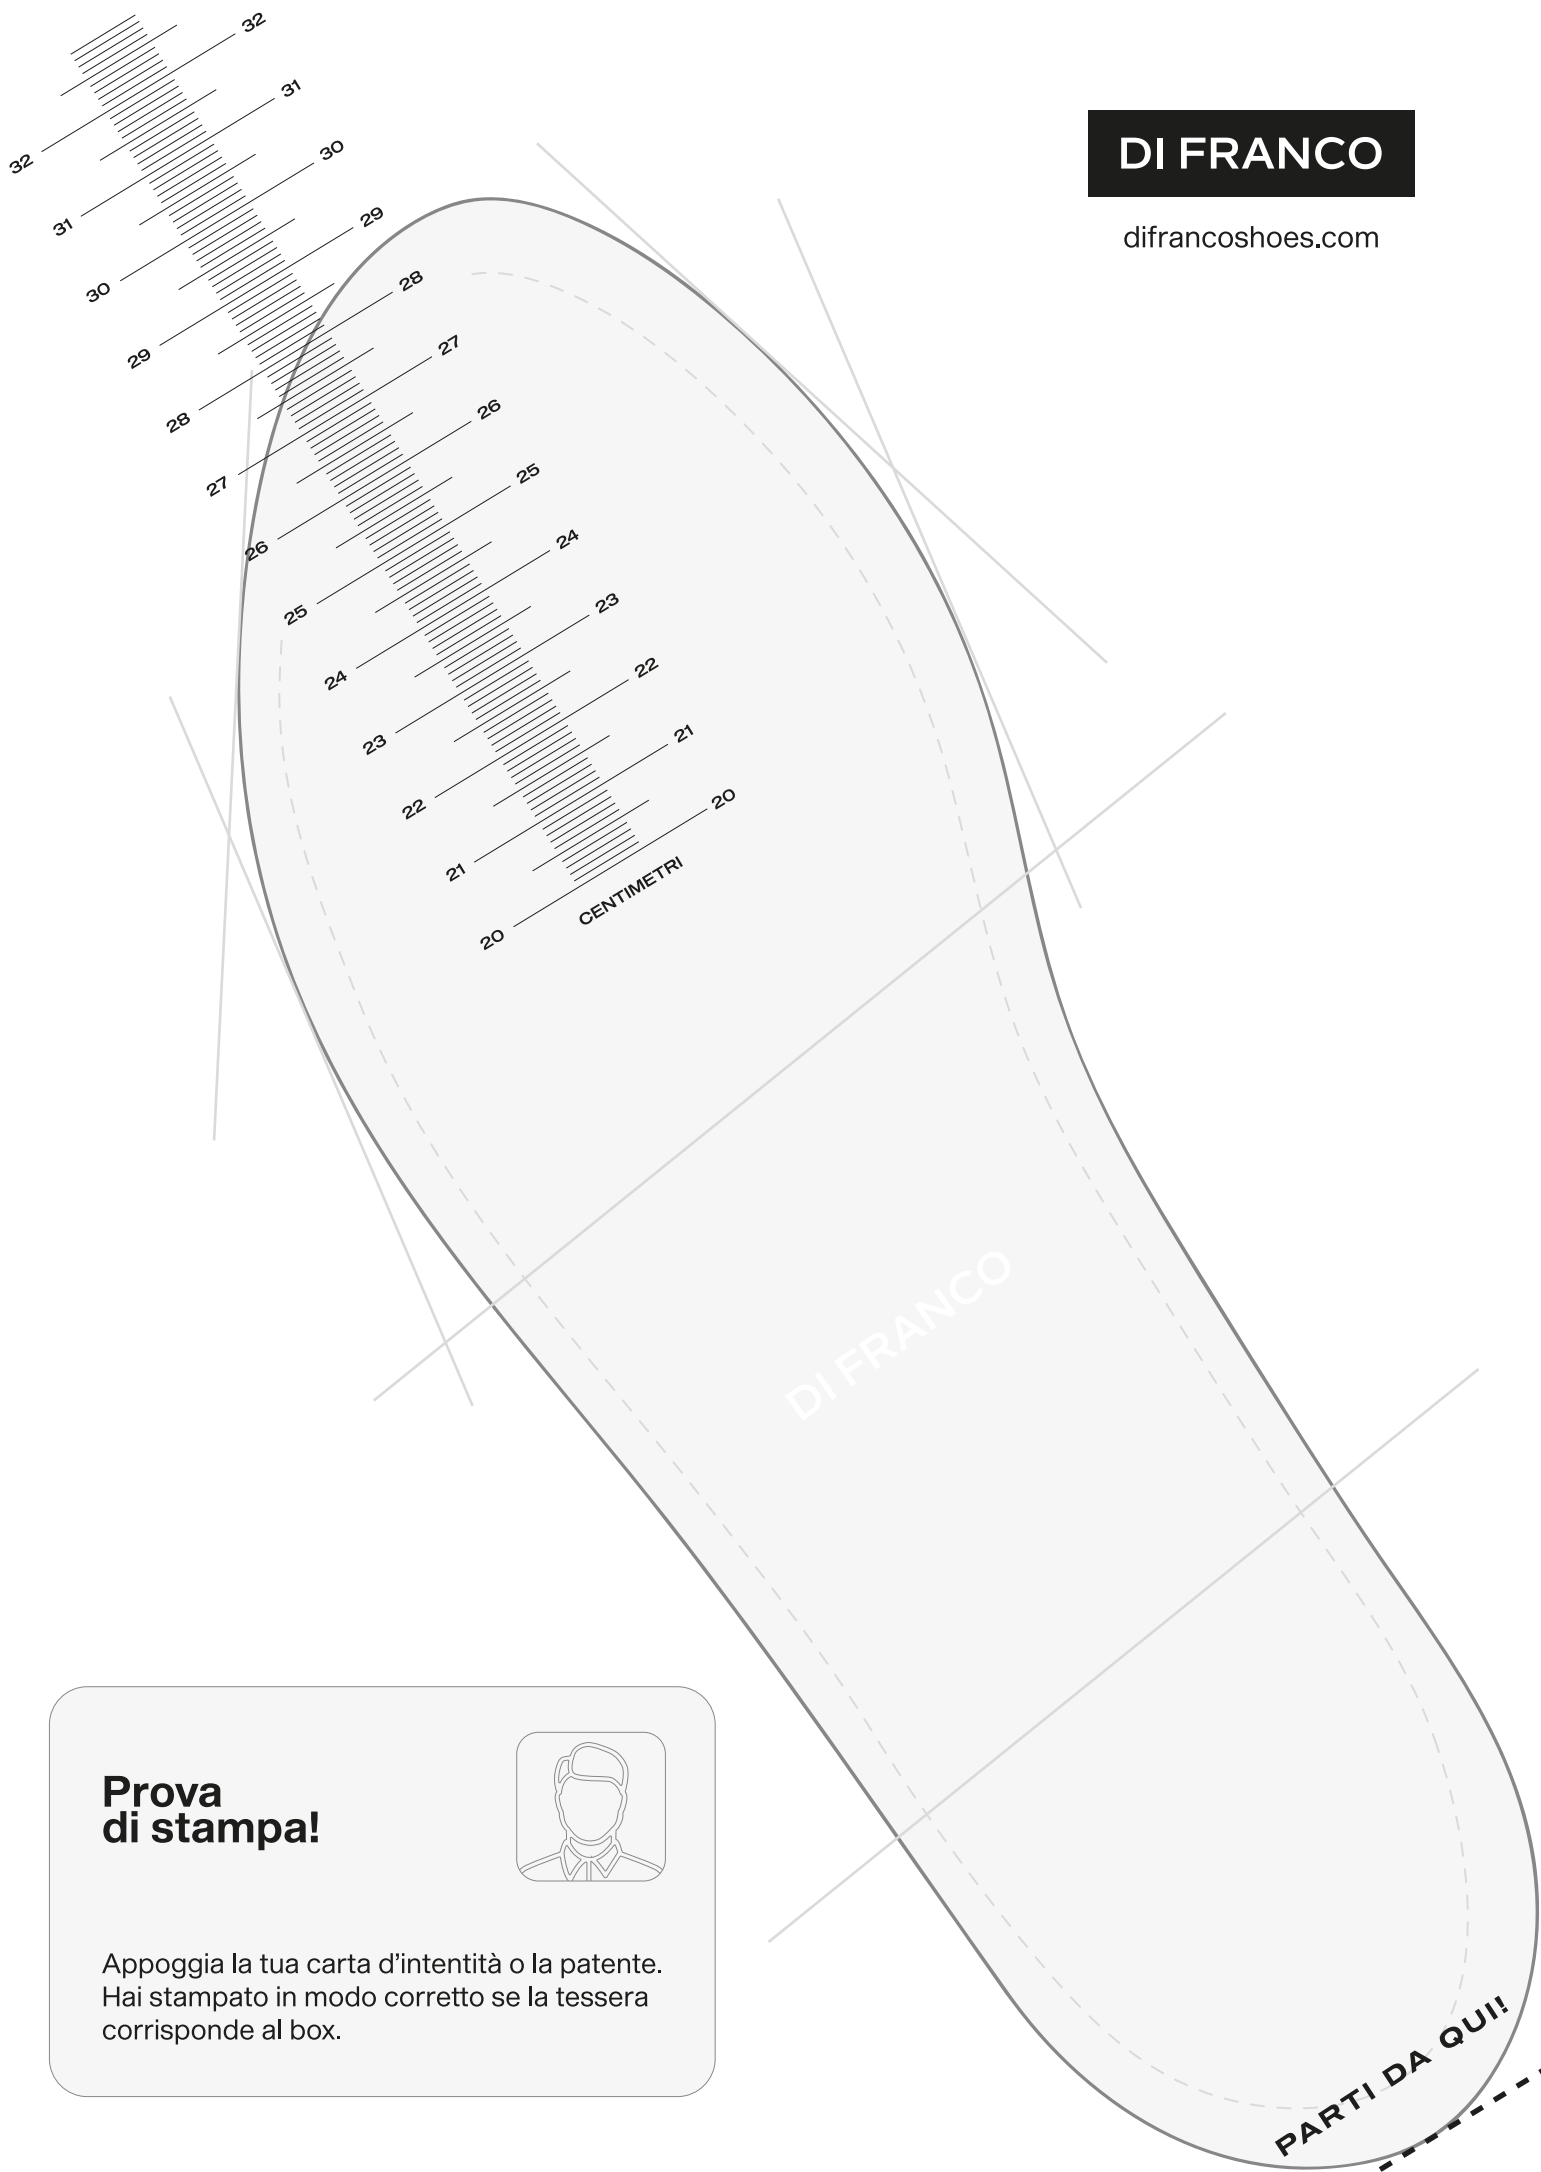 DI FRANCO
difrancoshoes.com
32
32
31
31
30
30
29
29
28
28
27
27
26
26
25
25
24
24
23
23
22
22
21
21
20
20
CENTIMETRI
DI FRANCO
Prova
di stampa!
Appoggia la tua carta d'intentità o la patente.
Hai stampato in modo corretto se la tessera
corrisponde al box.
PARTI DA QUI!